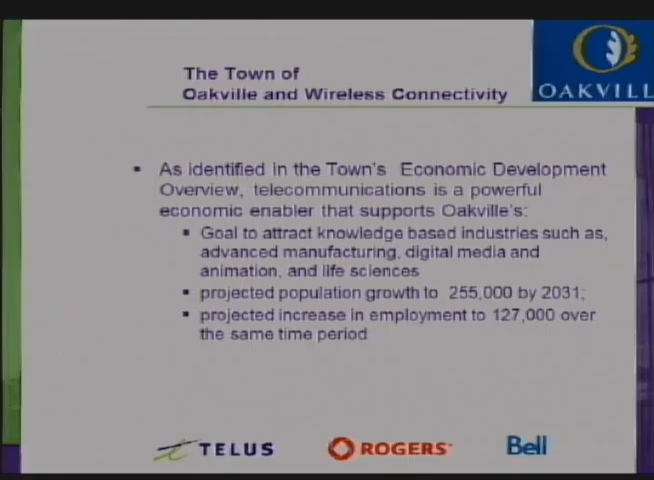 OAKVILL
The Town of
Oakville and Wireless Connectivity
▪ As identified in the Town's Economic Development
Overview, telecommunications is a powerful
economic enabler that supports Oakville's:
▪ Goal to attract knowledge based industries such as,
advanced manufacturing, digital media and
animation, and life sciences
▪ projected population growth to 255,000 by 2031;
▪ projected increase in employment to 127,000 over
the same time period
TELUS ROGERS Bell